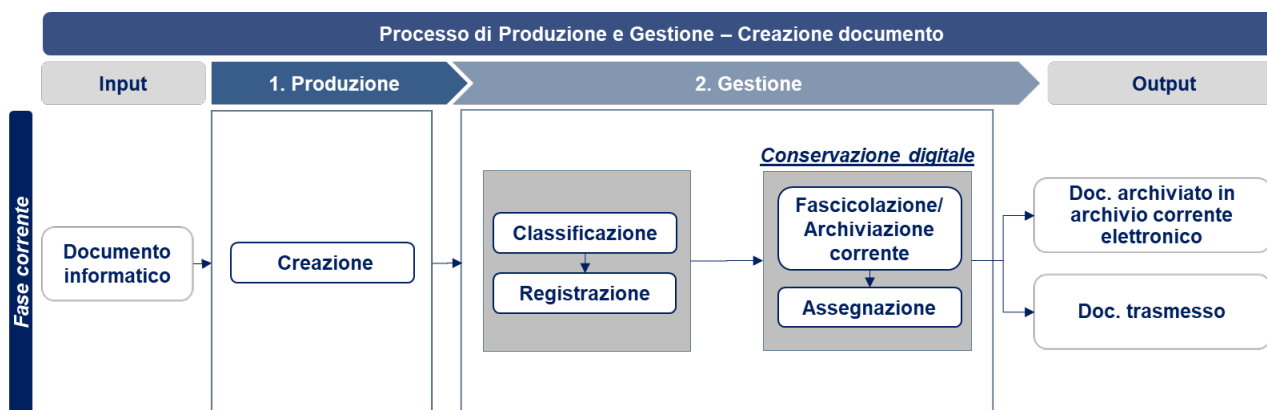 Processo di Produzione e Gestione – Creazione documento
Input
1. Produzione
2. Gestione
Output
Fase corrente
Documento
informatico
Creazione
Classificazione
Registrazione
Conservazione digitale
Fascicolazione/
Archiviazione
corrente
Assegnazione
Doc. archiviato in
archivio corrente
elettronico
Doc. trasmesso